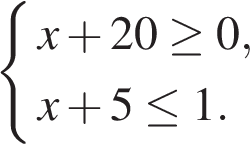 x + 20 ≥ 0,
x + 5 ≤ 1.